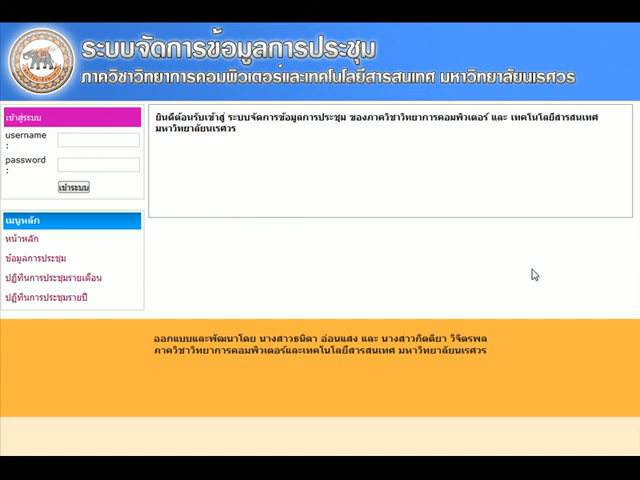 ระบบจัดการข้อมูลการประชุม
ภาควิชาวิทยาการคอมพิวเตอร์และเทคโนโลยีสารสนเทศ มหาวิทยาลัยนเรศวร
เข้าสู่ระบบ
username
:
password
:
เข้าระบบ
ยินดีต้อนรับเข้าสู่ ระบบจัดการข้อมูลการประชุม ของภาควิชาวิทยาการคอมพิวเตอร์ และ เทคโนโลยีสารสนเทศ
มหาวิทยาลัยนเรศวร
เมนูหลัก
หน้าหลัก
ข้อมูลการประชุม
ปฏิทินการประชุมรายเดือน
ปฏิทินการประชุมรายปี
ออกแบบและพัฒนาโดย นางสาวธนิดา อ่อนแสง และ นางสาวกิตติยา วิจิตรพล
ภาควิชาวิทยาการคอมพิวเตอร์และเทคโนโลยีสารสนเทศ มหาวิทยาลัยนเรศวร